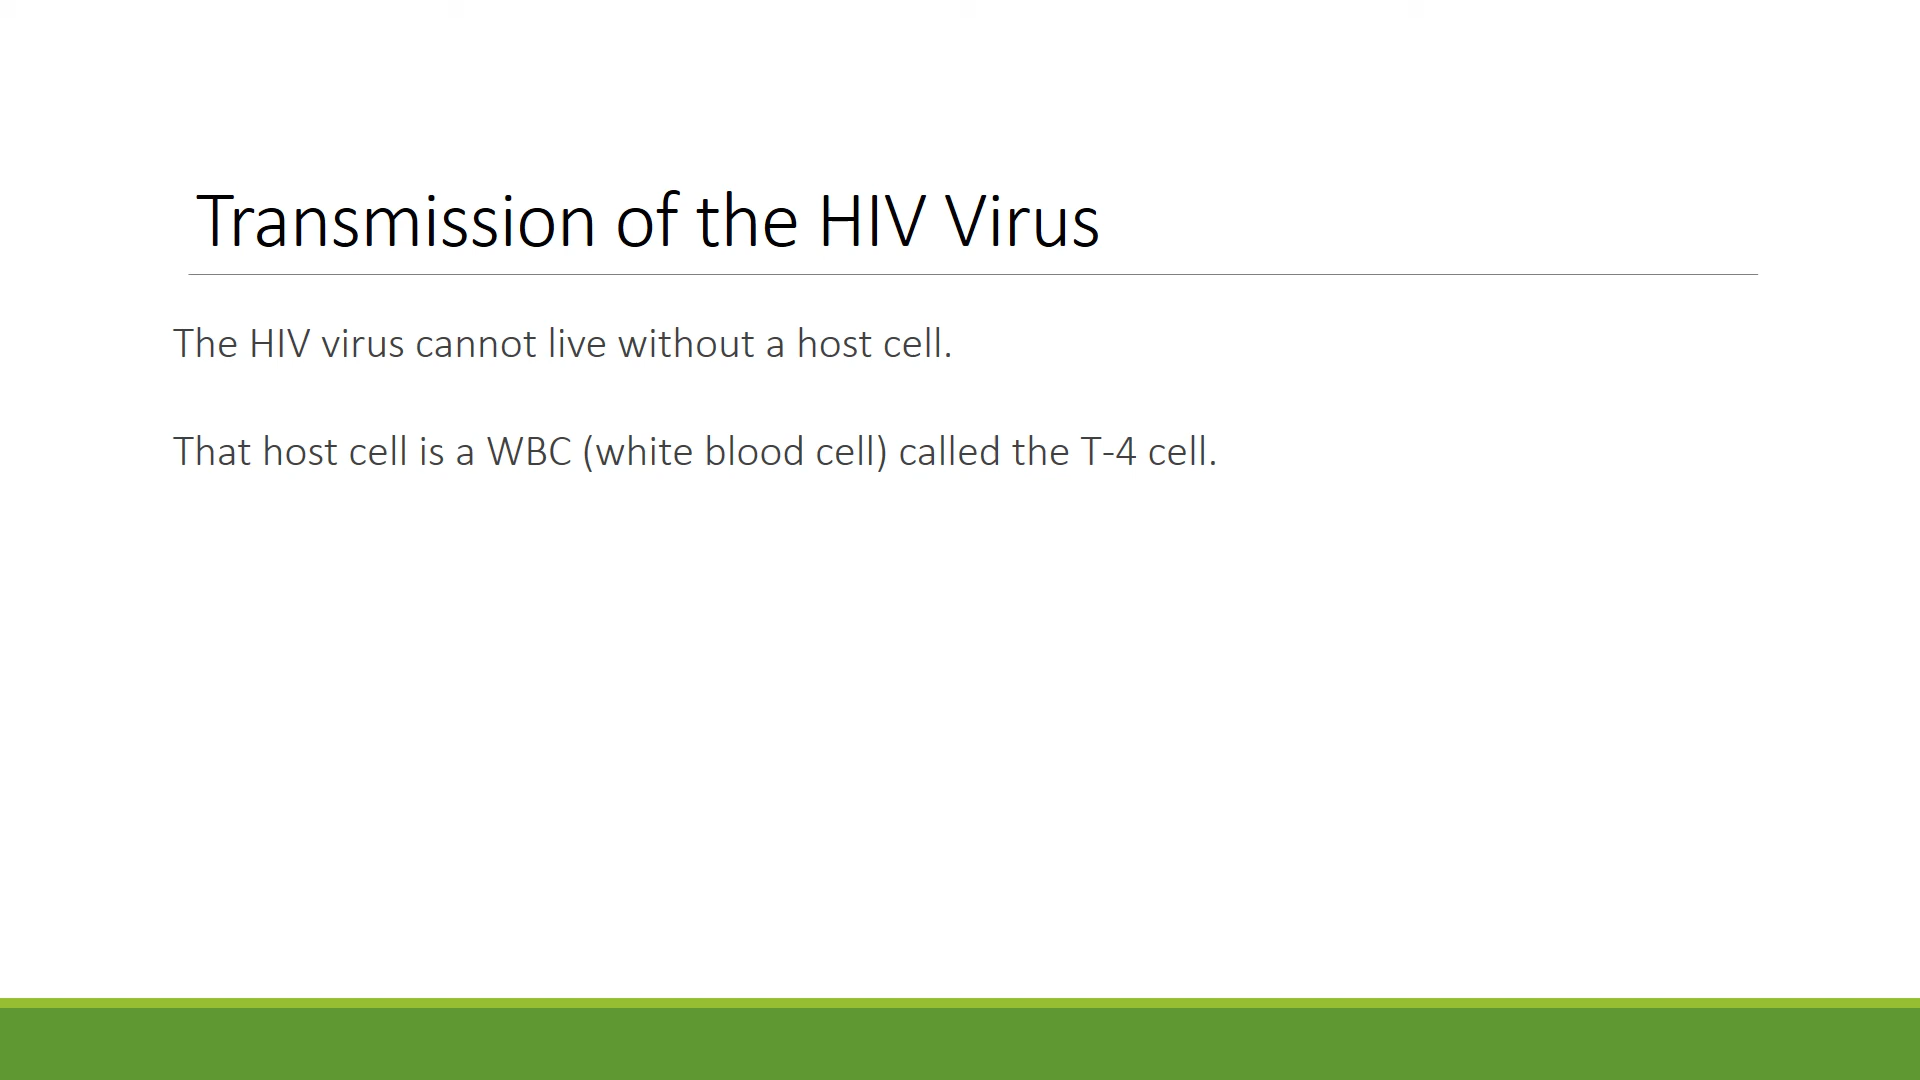 Transmission of the HIV Virus
The HIV virus cannot live without a host cell.
That host cell is a WBC (white blood cell) called the T-4 cell.